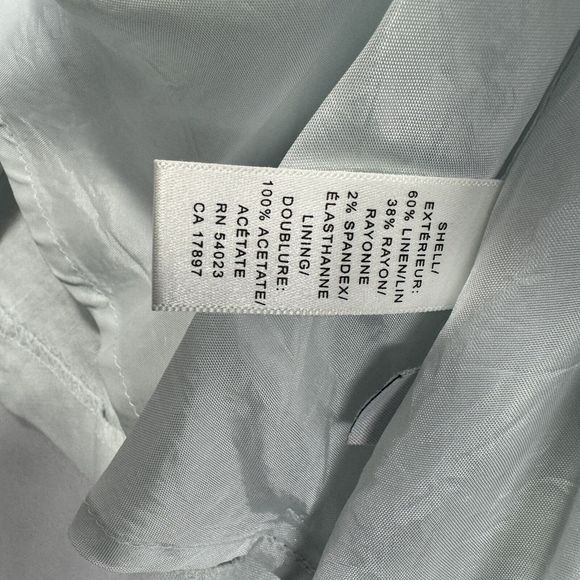 SHELL/
EXTÉRIEUR:
60% LINEN/LIN
38% RAYON/
RAYONNE
2% SPANDEX/
ÉLASTHANNE
LINING/
DOUBLURE:
100% ACETATE/
ACÉTATE
RN 54023
CA 17897